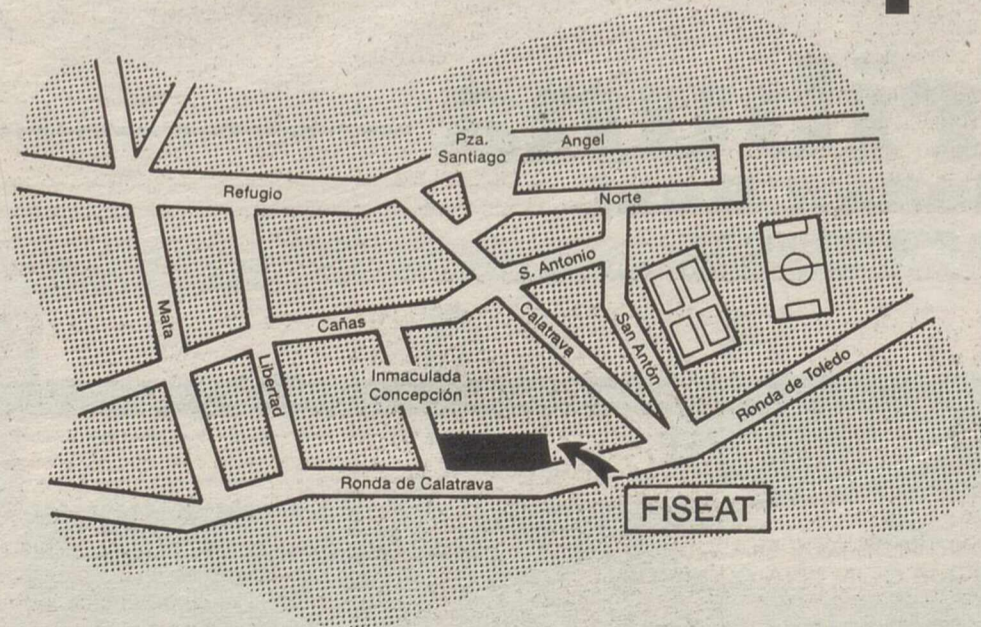 Pza.
Santiago
Angel
Refugio
Norte
S. Antonio
Mata
Cañas
Calatrava
San Antón
Libertad
Inmaculada
Concepción
Ronda de Toledo
Ronda de Calatrava
FISEAT